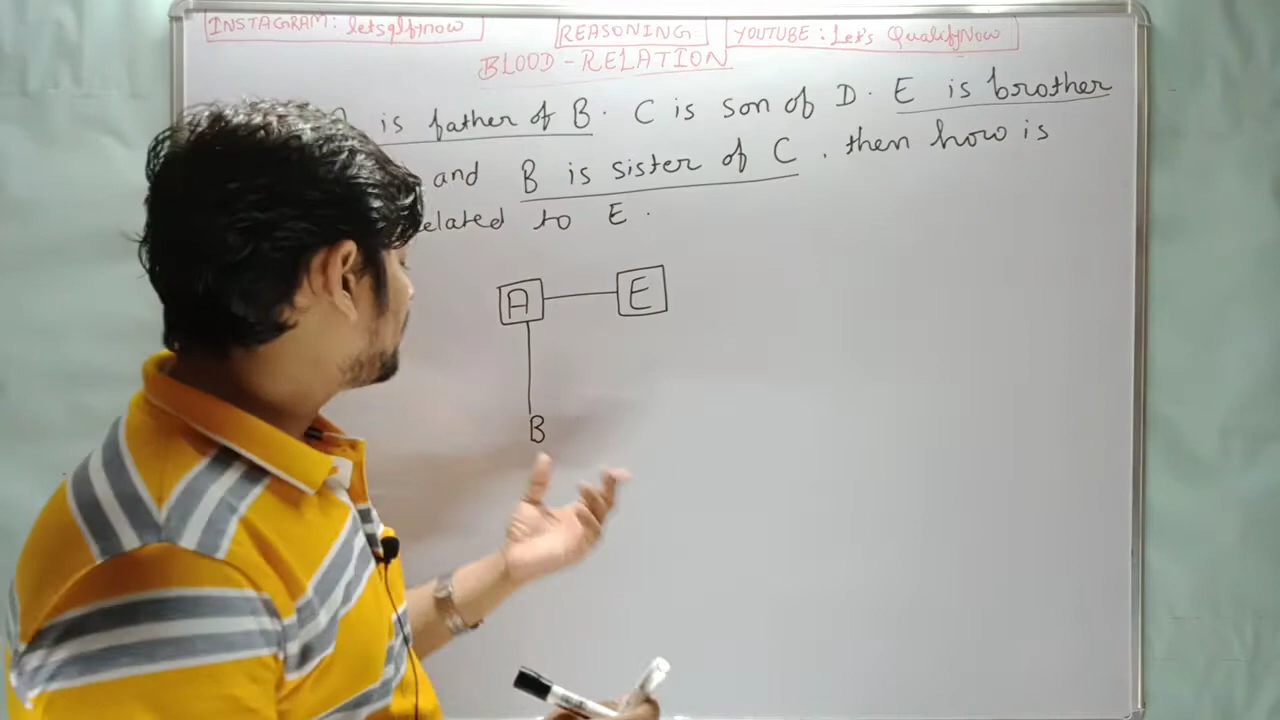 INSTAGRAM: letsqlfynow
REASONING
YOUTUBE: Let's QualifyNow
BLOOD-RELATION
is father of B. C is son of D. E is brother
and B is sister of C. then how is
elated to E.
A
E
B